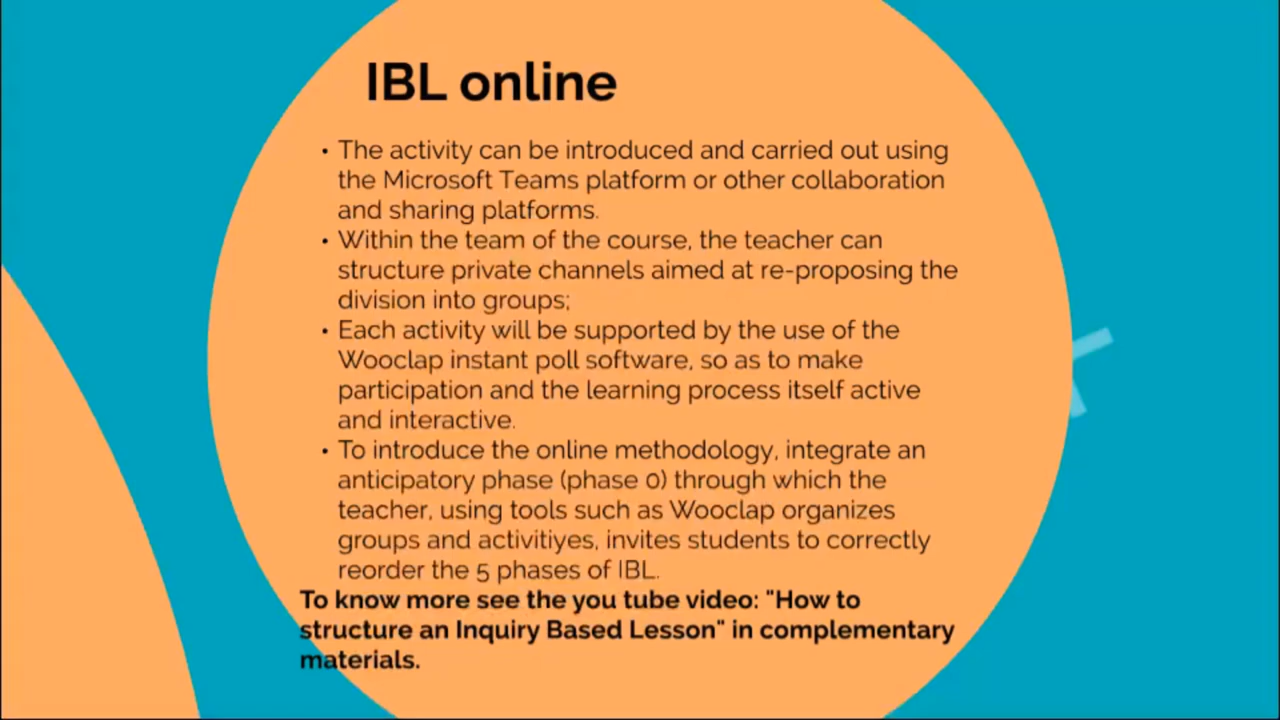 IBL online
• The activity can be introduced and carried out using
the Microsoft Teams platform or other collaboration
and sharing platforms.
• Within the team of the course, the teacher can
structure private channels aimed at re-proposing the
division into groups;
• Each activity will be supported by the use of the
Wooclap instant poll software, so as to make
participation and the learning process itself active
and interactive.
• To introduce the online methodology, integrate an
anticipatory phase (phase 0) through which the
teacher, using tools such as Wooclap organizes
groups and activitiyes, invites students to correctly
reorder the 5 phases of IBL.
To know more see the you tube video: "How to
structure an Inquiry Based Lesson" in complementary
materials.